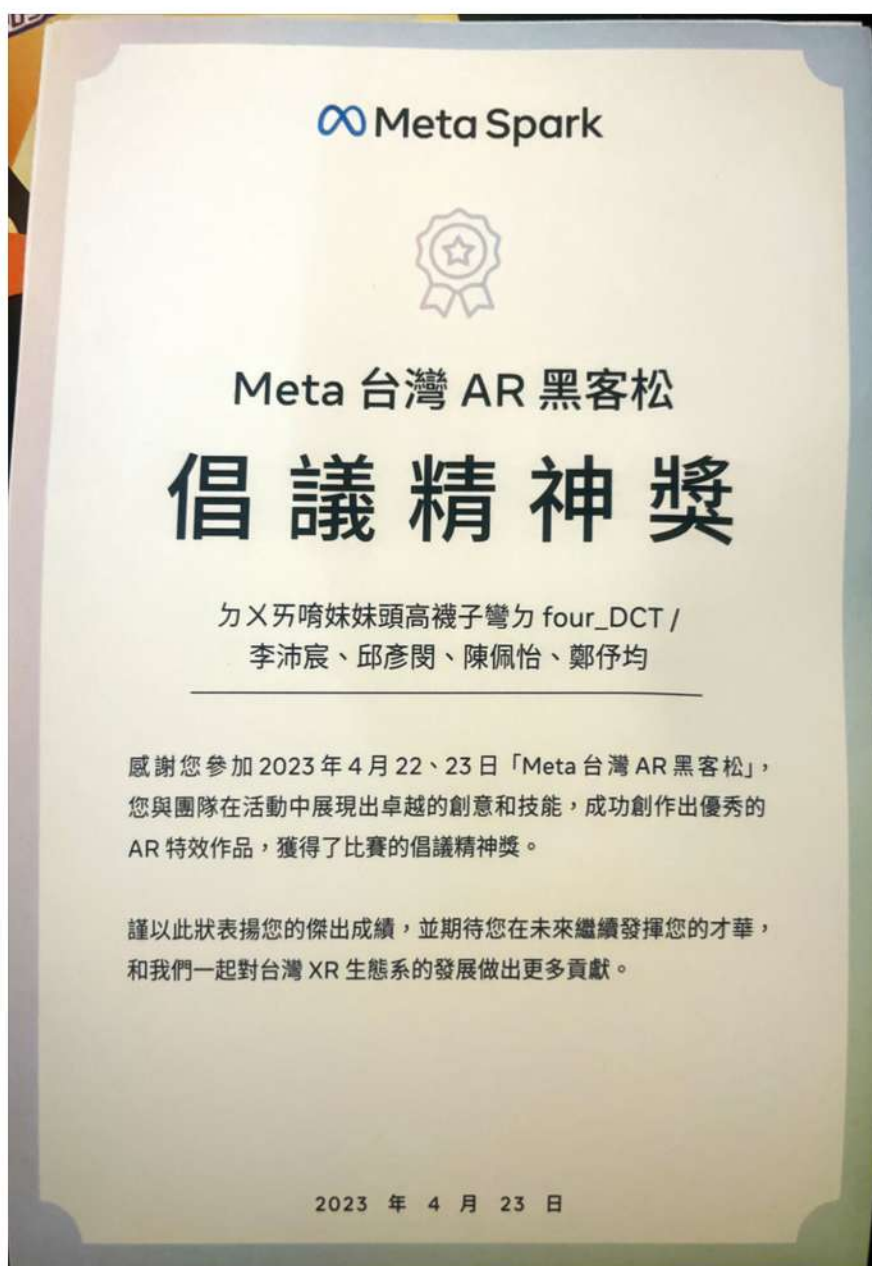 Meta Spark
Meta 台灣 AR 黑客松
倡議精神獎
ㄉㄨㄞ唷妹妹頭高襪子彎ㄉ four_DCT /
李沛宸、邱彥閔、陳佩怡、鄭伃均
感謝您參加 2023 年 4 月 22、23 日「Meta 台灣 AR 黑客松」,
您與團隊在活動中展現出卓越的創意和技能,成功創作出優秀的
AR 特效作品,獲得了比賽的倡議精神獎。
謹以此狀表揚您的傑出成績,並期待您在未來繼續發揮您的才華,
和我們一起對台灣 XR 生態系的發展做出更多貢獻。
2023 年 4 月 23 日